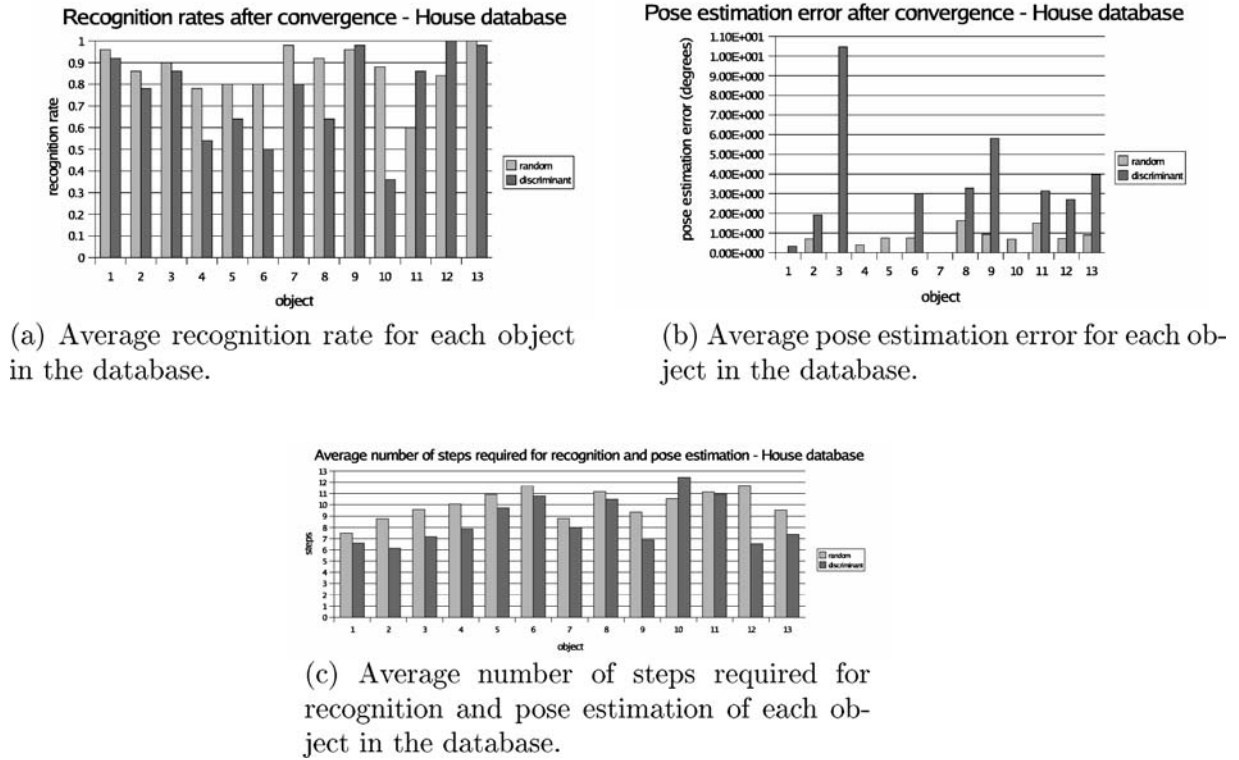 Recognition rates after convergence - House database
1
0.9
0.8
0.7
0.6
0.5
0.4
0.3
0.2
0.1
0
recognition rate
1 2 3 4 5 6 7 8 9 10 11 12 13
object
random
discriminant
(a) Average recognition rate for each object
in the database.
Pose estimation error after convergence - House database
1.10E+001
1.00E+001
9.00E+000
8.00E+000
7.00E+000
6.00E+000
5.00E+000
4.00E+000
3.00E+000
2.00E+000
1.00E+000
0.00E+000
pose estimation error (degrees)
1 2 3 4 5 6 7 8 9 10 11 12 13
object
random
discriminant
(b) Average pose estimation error for each ob-
ject in the database.
Average number of steps required for recognition and pose estimation - House database
13
12
11
10
9
8
7
6
5
4
3
2
1
0
steps
1 2 3 4 5 6 7 8 9 10 11 12 13
object
random
discriminant
(c) Average number of steps required for
recognition and pose estimation of each ob-
ject in the database.